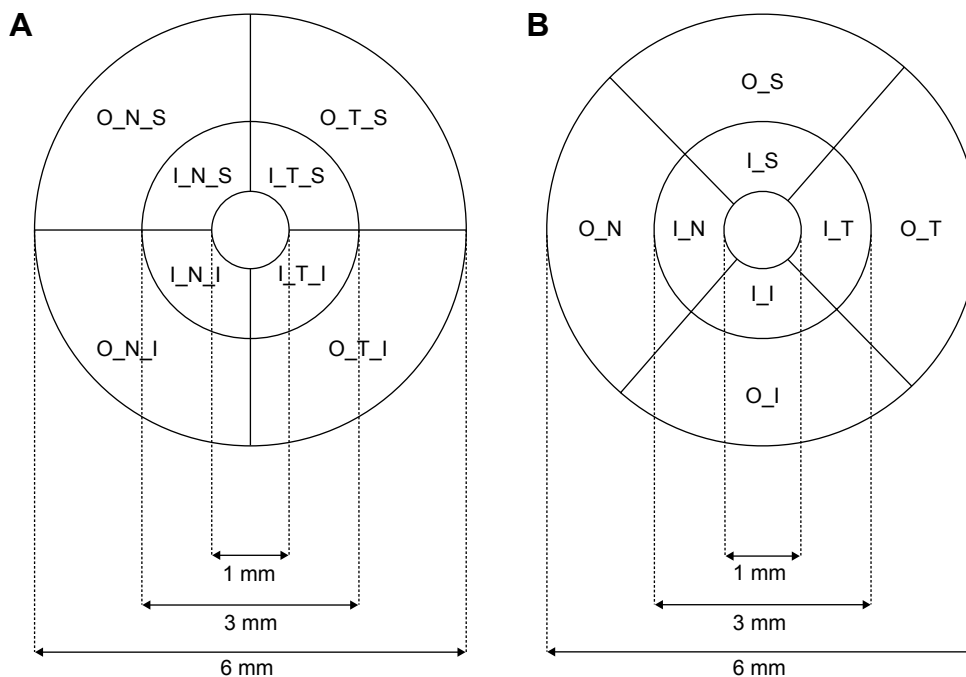 A
O_N_S
O_T_S
I_N_S
I_T_S
I_N_I
I_T_I
O_N_I
O_T_I
1 mm
3 mm
6 mm
B
O_S
I_S
O_N
I_N
I_T
O_T
I_I
O_I
1 mm
3 mm
6 mm